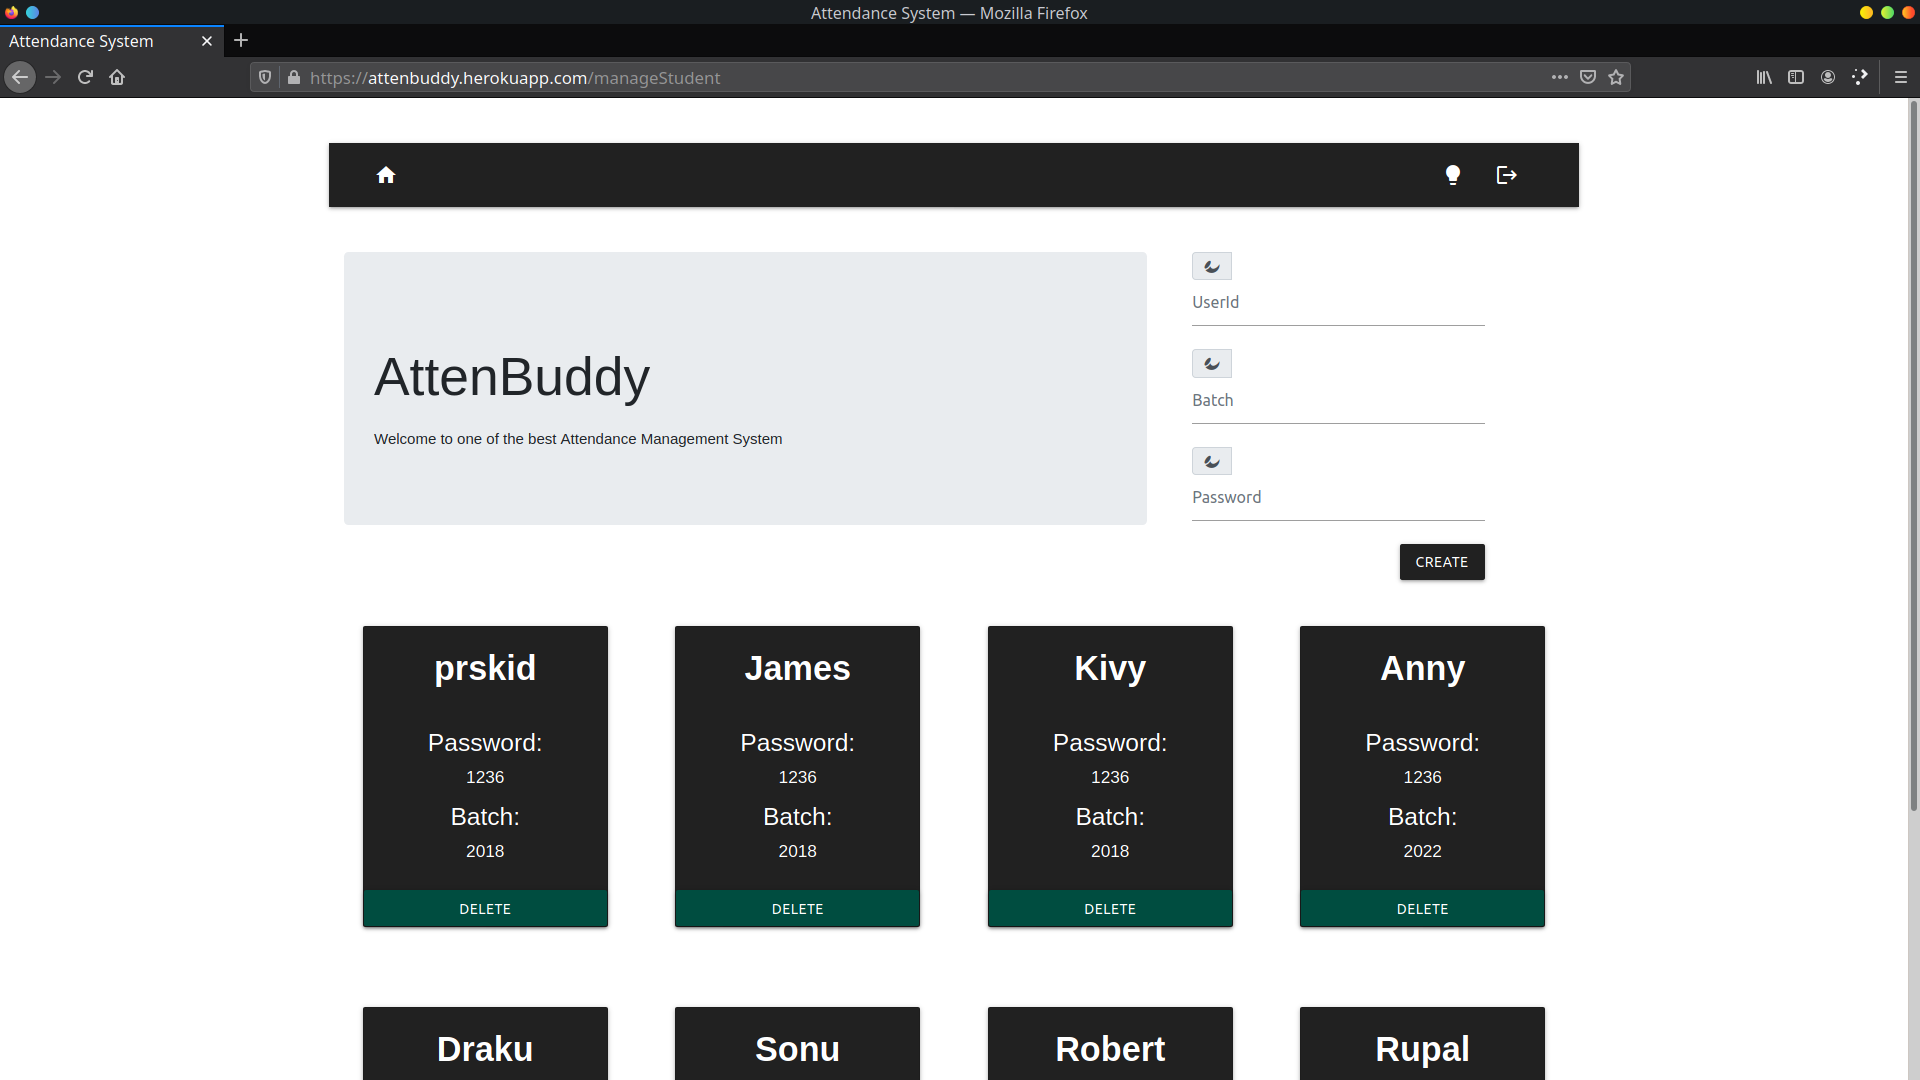 Attendance System — Mozilla Firefox
Attendance System
https://attenbuddy.herokuapp.com/manageStudent
AttenBuddy
Welcome to one of the best Attendance Management System
UserId
Batch
Password
CREATE
prskid
Password:
1236
Batch:
2018
DELETE
James
Password:
1236
Batch:
2018
DELETE
Kivy
Password:
1236
Batch:
2018
DELETE
Anny
Password:
1236
Batch:
2022
DELETE
Draku
Sonu
Robert
Rupal